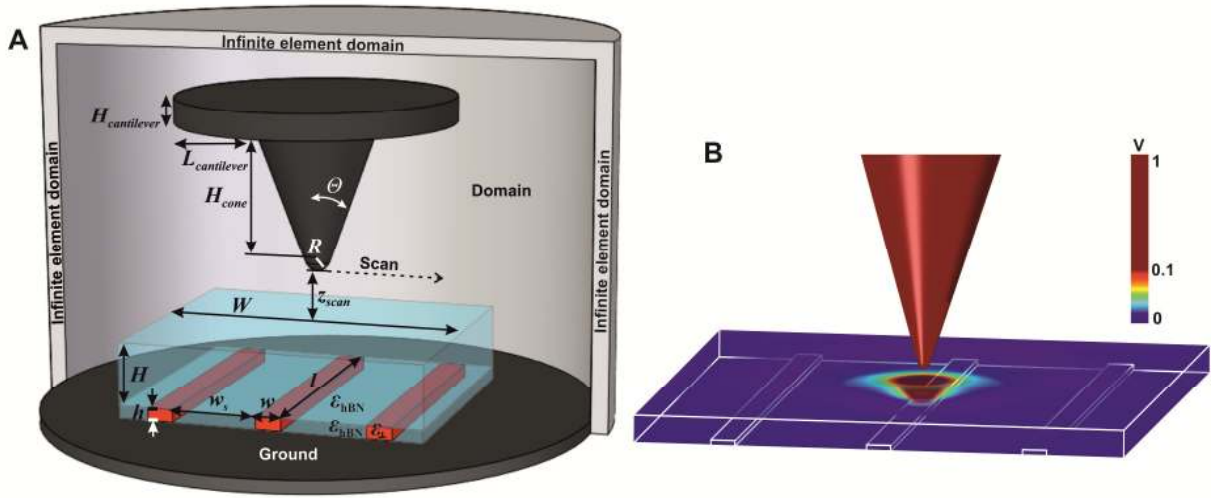 A
Infinite element domain
H_cantilever
L_cantilever
H_cone
Θ
Domain
R
Scan
z_scan
Infinite element domain
Infinite element domain
W
H
h
w_s
w
l
ε_hBN
ε_hBN
ε_⊥
Ground
B
V
1
0.1
0